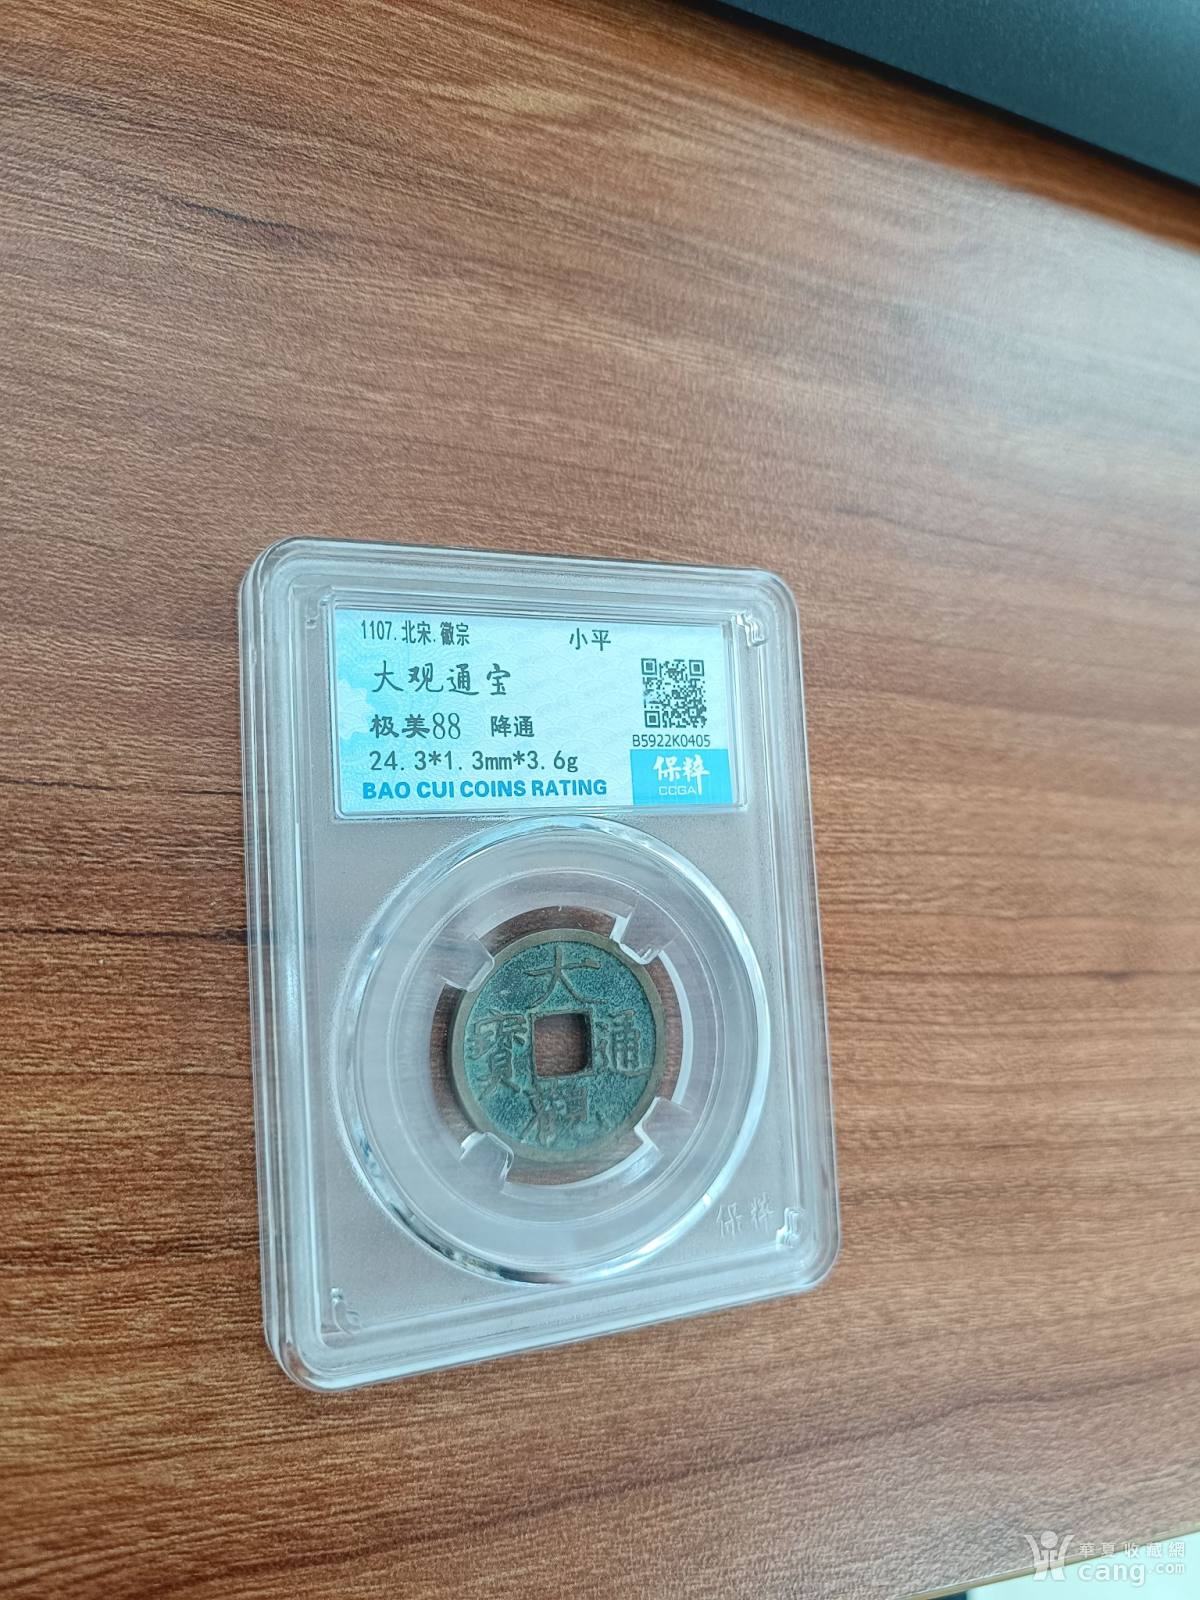 1107.北宋.徽宗 小平
大观通宝
极美88 降通
24.3*1.3mm*3.6g
B5922K0405
BAO CUI COINS RATING
保粹
CCGA
大
寶 通
觀
保粹
華夏收藏網
cang.com